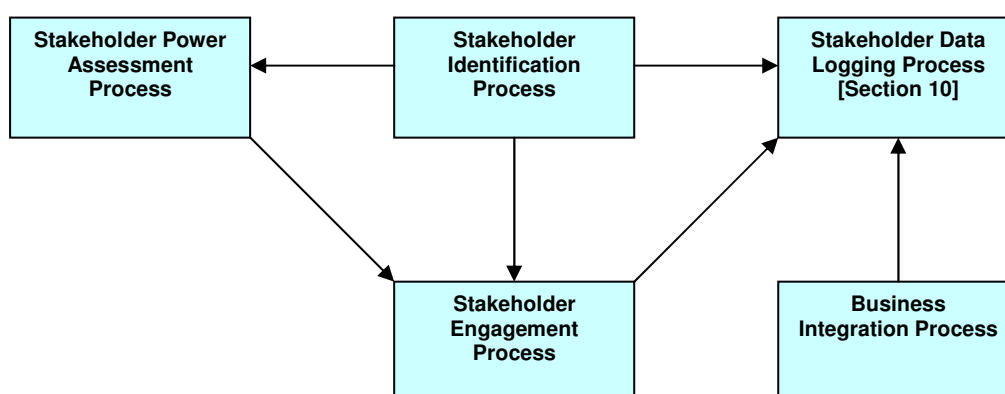 Stakeholder Power
Assessment
Process
Stakeholder
Identification
Process
Stakeholder Data
Logging Process
[Section 10]
Stakeholder
Engagement
Process
Business
Integration Process